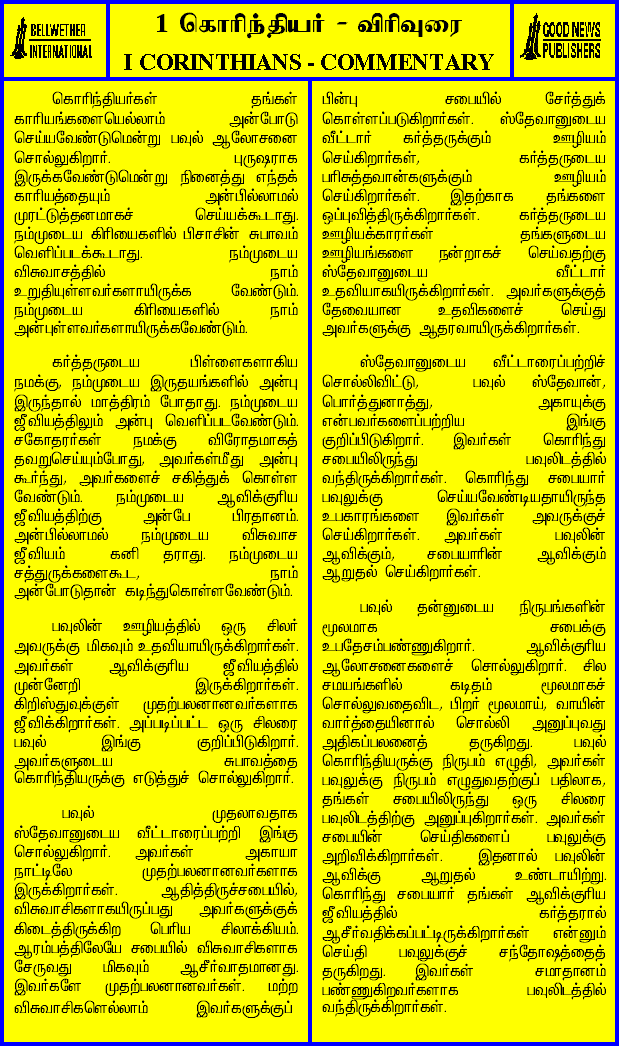 BELLWETHER
INTERNATIONAL
1 கொரிந்தியர் - விரிவுரை
I CORINTHIANS - COMMENTARY
GOOD NEWS
PUBLISHERS
கொரிந்தியர்கள் தங்கள்
காரியங்களையெல்லாம் அன்போடு
செய்யவேண்டுமென்று பவுல் ஆலோசனை
சொல்லுகிறார். புருஷராக
இருக்கவேண்டுமென்று நினைத்து எந்தக்
காரியத்தையும் அன்பில்லாமல்
முரட்டுத்தனமாகச் செய்யக்கூடாது.
நம்முடைய கிரியைகளில் பிசாசின் சுபாவம்
வெளிப்படக்கூடாது. நம்முடைய
விசுவாசத்தில் நாம்
உறுதியுள்ளவர்களாயிருக்க வேண்டும்.
நம்முடைய கிரியைகளில் நாம்
அன்புள்ளவர்களாயிருக்கவேண்டும்.
கர்த்தருடைய பிள்ளைகளாகிய
நமக்கு, நம்முடைய இருதயங்களில் அன்பு
இருந்தால் மாத்திரம் போதாது. நம்முடைய
ஜீவியத்திலும் அன்பு வெளிப்படவேண்டும்.
சகோதரர்கள் நமக்கு விரோதமாகத்
தவறுசெய்யும்போது, அவர்கள்மீது அன்பு
கூர்ந்து, அவர்களைச் சகித்துக் கொள்ள
வேண்டும். நம்முடைய ஆவிக்குரிய
ஜீவியத்திற்கு அன்பே பிரதானம்.
அன்பில்லாமல் நம்முடைய விசுவாச
ஜீவியம் கனி தராது. நம்முடைய
சத்துருக்களைகூட, நாம்
அன்போடுதான் கடிந்துகொள்ளவேண்டும்.
பவுலின் ஊழியத்தில் ஒரு சிலர்
அவருக்கு மிகவும் உதவியாயிருக்கிறார்கள்.
அவர்கள் ஆவிக்குரிய ஜீவியத்தில்
முன்னேறி இருக்கிறார்கள்.
கிறிஸ்துவுக்குள் முதற்பலனானவர்களாக
ஜீவிக்கிறார்கள். அப்படிப்பட்ட ஒரு சிலரை
பவுல் இங்கு குறிப்பிடுகிறார்.
அவர்களுடைய சுபாவத்தை
கொரிந்தியருக்கு எடுத்துச் சொல்லுகிறார்.
பவுல் முதலாவதாக
ஸ்தேவானுடைய வீட்டாரைப்பற்றி இங்கு
சொல்லுகிறார். அவர்கள் அகாயா
நாட்டிலே முதற்பலனானவர்களாக
இருக்கிறார்கள். ஆதித்திருச்சபையில்,
விசுவாசிகளாகயிருப்பது அவர்களுக்குக்
கிடைத்திருக்கிற பெரிய சிலாக்கியம்.
ஆரம்பத்திலேயே சபையில் விசுவாசிகளாக
சேருவது மிகவும் ஆசீர்வாதமானது.
இவர்களே முதற்பலனானவர்கள். மற்ற
விசுவாசிகளெல்லாம் இவர்களுக்குப்
பின்பு சபையில் சேர்த்துக்
கொள்ளப்படுகிறார்கள். ஸ்தேவானுடைய
வீட்டார் கர்த்தருக்கும் ஊழியம்
செய்கிறார்கள், கர்த்தருடைய
பரிசுத்தவான்களுக்கும் ஊழியம்
செய்கிறார்கள். இதற்காக தங்களை
ஒப்புவித்திருக்கிறார்கள். கர்த்தருடைய
ஊழியக்காரர்கள் தங்களுடைய
ஊழியங்களை நன்றாகச் செய்வதற்கு
ஸ்தேவானுடைய வீட்டார்
உதவியாகயிருக்கிறார்கள். அவர்களுக்குத்
தேவையான உதவிகளைச் செய்து
அவர்களுக்கு ஆதரவாயிருக்கிறார்கள்.
ஸ்தேவானுடைய வீட்டாரைப்பற்றிச்
சொல்லிவிட்டு, பவுல் ஸ்தேவான்,
பொர்த்துனாத்து, அகாயுக்கு
என்பவர்களைப்பற்றிய இங்கு
குறிப்பிடுகிறார். இவர்கள் கொரிந்து
சபையிலிருந்து பவுலிடத்தில்
வந்திருக்கிறார்கள். கொரிந்து சபையார்
பவுலுக்கு செய்யவேண்டியதாயிருந்த
உபகாரங்களை இவர்கள் அவருக்குச்
செய்கிறார்கள். அவர்கள் பவுலின்
ஆவிக்கும், சபையாரின் ஆவிக்கும்
ஆறுதல் செய்கிறார்கள்.
பவுல் தன்னுடைய நிருபங்களின்
மூலமாக சபைக்கு
உபதேசம்பண்ணுகிறார். ஆவிக்குரிய
ஆலோசனைகளைச் சொல்லுகிறார். சில
சமயங்களில் கடிதம் மூலமாகச்
சொல்லுவதைவிட, பிறர் மூலமாய், வாயின்
வார்த்தையினால் சொல்லி அனுப்புவது
அதிகப்பலனைத் தருகிறது. பவுல்
கொரிந்தியருக்கு நிருபம் எழுதி, அவர்கள்
பவுலுக்கு நிருபம் எழுதுவதற்குப் பதிலாக,
தங்கள் சபையிலிருந்து ஒரு சிலரை
பவுலிடத்திற்கு அனுப்புகிறார்கள். அவர்கள்
சபையின் செய்திகளைப் பவுலுக்கு
அறிவிக்கிறார்கள். இதனால் பவுலின்
ஆவிக்கு ஆறுதல் உண்டாயிற்று.
கொரிந்து சபையார் தங்கள் ஆவிக்குரிய
ஜீவியத்தில் கர்த்தரால்
ஆசீர்வதிக்கப்பட்டிருக்கிறார்கள் என்னும்
செய்தி பவுலுக்குச் சந்தோஷத்தைத்
தருகிறது. இவர்கள் சமாதானம்
பண்ணுகிறவர்களாக பவுலிடத்தில்
வந்திருக்கிறார்கள்.